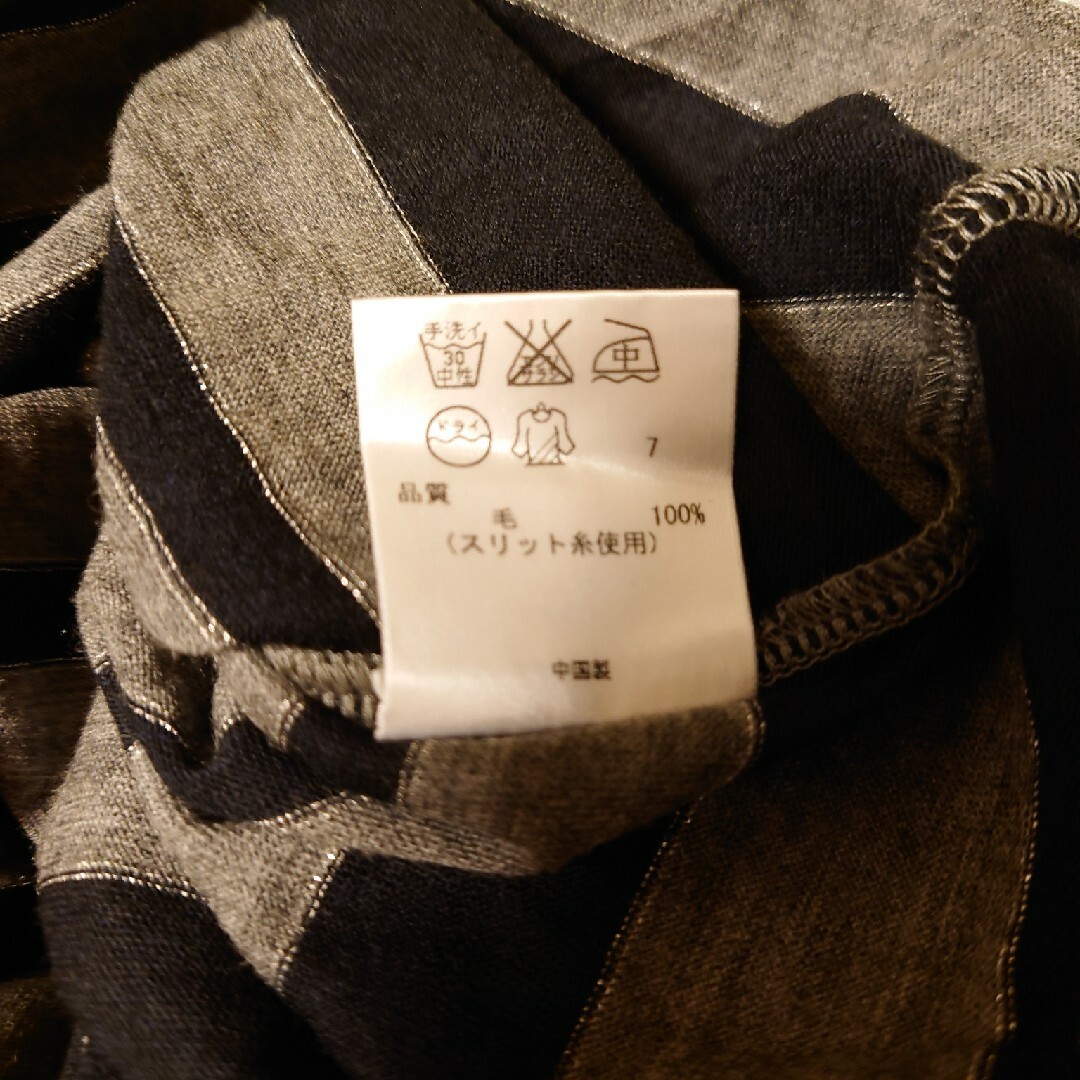 手洗イ
30
中性
中
ドライ
7
品質
毛 100%
(スリット糸使用)
中国製